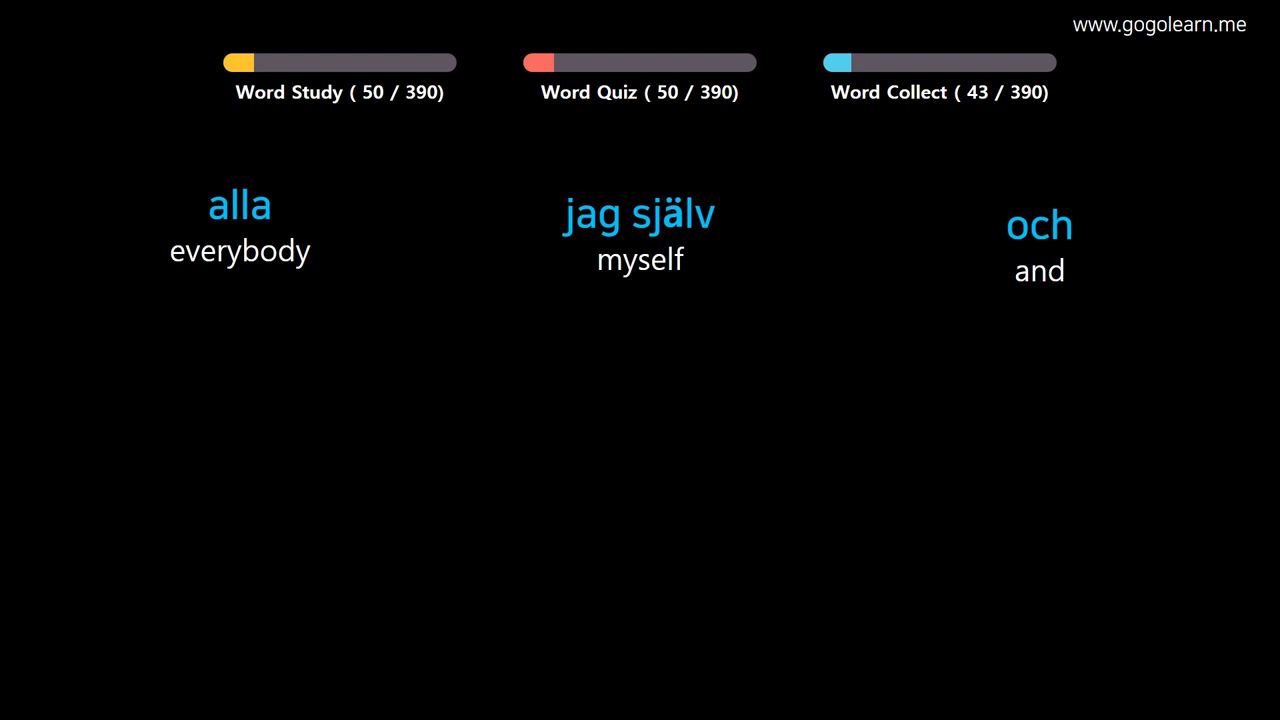 www.gogolearn.me
Word Study ( 50 / 390)
Word Quiz ( 50 / 390)
Word Collect ( 43 / 390)
alla
everybody
jag själv
myself
och
and